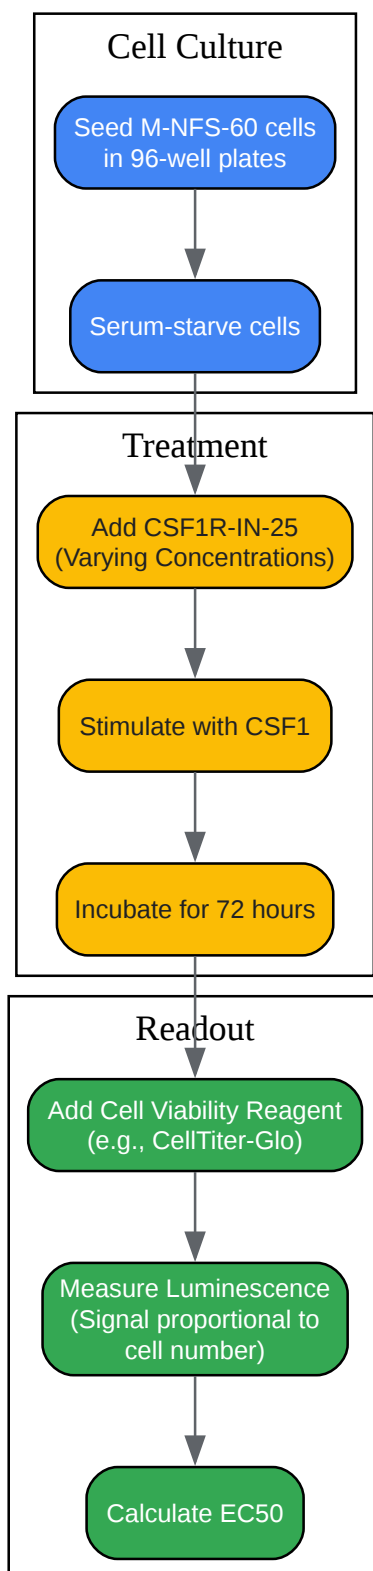 Cell Culture
Seed M-NFS-60 cells
in 96-well plates
Serum-starve cells
Treatment
Add CSF1R-IN-25
(Varying Concentrations)
Stimulate with CSF1
Incubate for 72 hours
Readout
Add Cell Viability Reagent
(e.g., CellTiter-Glo)
Measure Luminescence
(Signal proportional to
cell number)
Calculate EC50